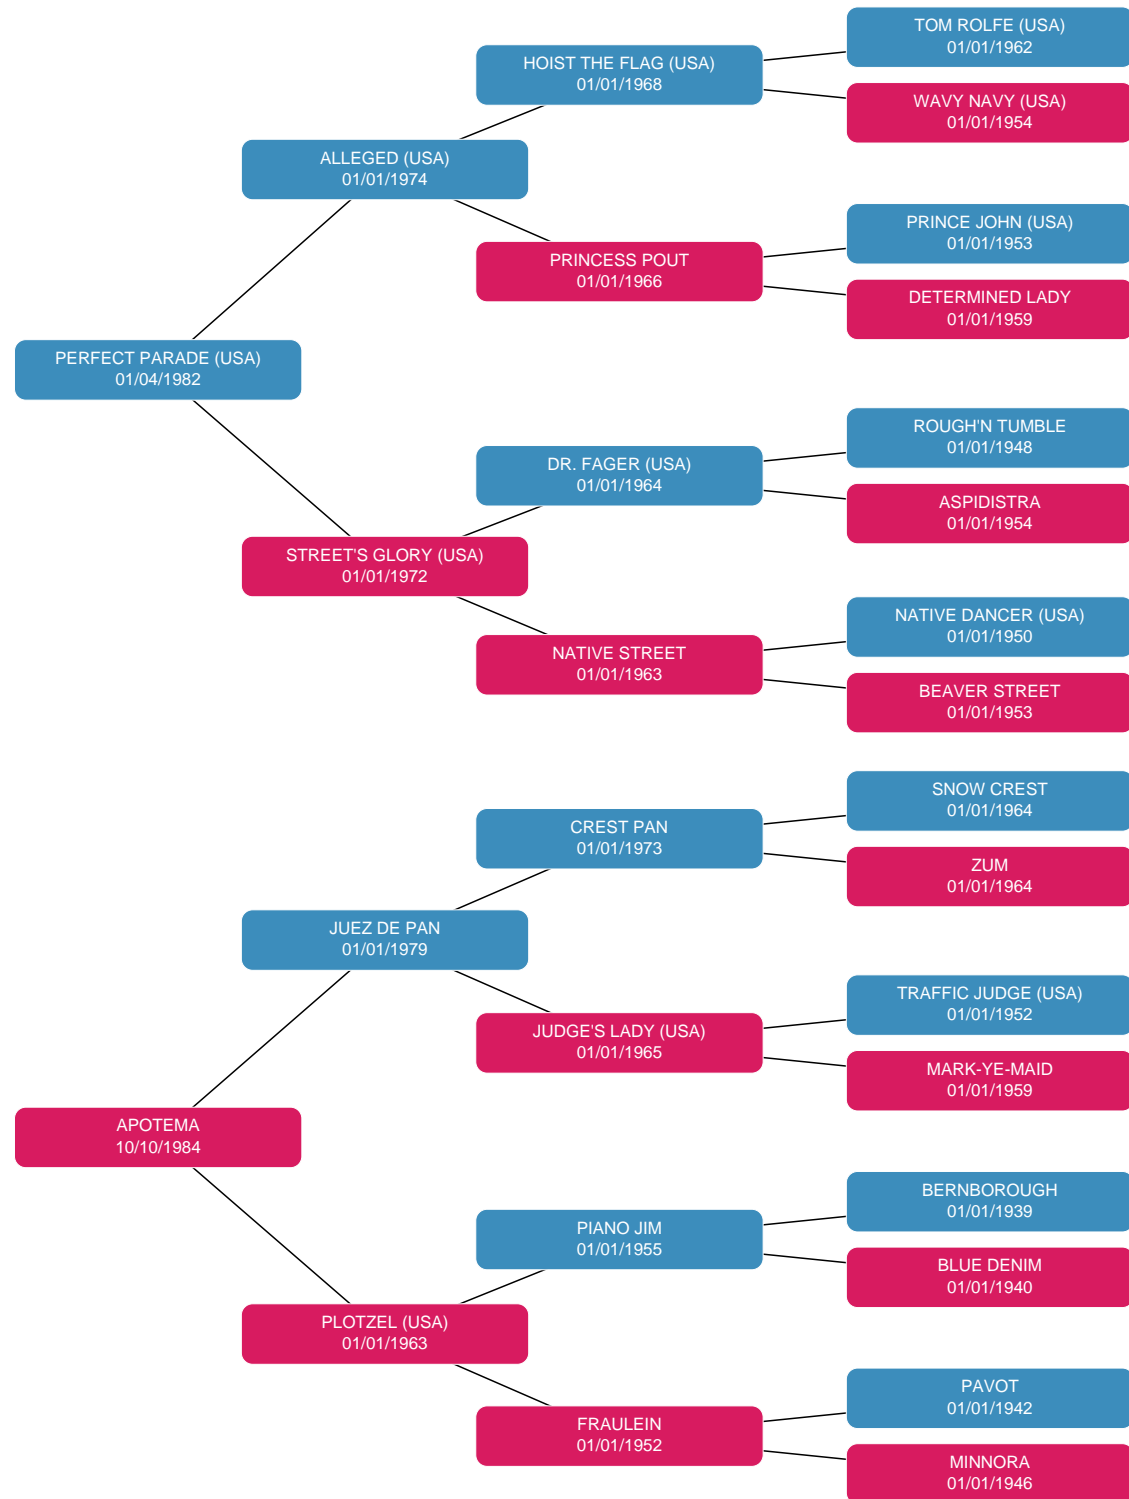 TOM ROLFE (USA)
01/01/1962
HOIST THE FLAG (USA)
01/01/1968
WAVY NAVY (USA)
01/01/1954
ALLEGED (USA)
01/01/1974
PRINCE JOHN (USA)
01/01/1953
PRINCESS POUT
01/01/1966
DETERMINED LADY
01/01/1959
PERFECT PARADE (USA)
01/04/1982
ROUGH'N TUMBLE
01/01/1948
DR. FAGER (USA)
01/01/1964
ASPIDISTRA
01/01/1954
STREET'S GLORY (USA)
01/01/1972
NATIVE DANCER (USA)
01/01/1950
NATIVE STREET
01/01/1963
BEAVER STREET
01/01/1953
SNOW CREST
01/01/1964
CREST PAN
01/01/1973
ZUM
01/01/1964
JUEZ DE PAN
01/01/1979
TRAFFIC JUDGE (USA)
01/01/1952
JUDGE'S LADY (USA)
01/01/1965
MARK-YE-MAID
01/01/1959
APOTEMA
10/10/1984
BERNBOROUGH
01/01/1939
PIANO JIM
01/01/1955
BLUE DENIM
01/01/1940
PLOTZEL (USA)
01/01/1963
PAVOT
01/01/1942
FRAULEIN
01/01/1952
MINNORA
01/01/1946